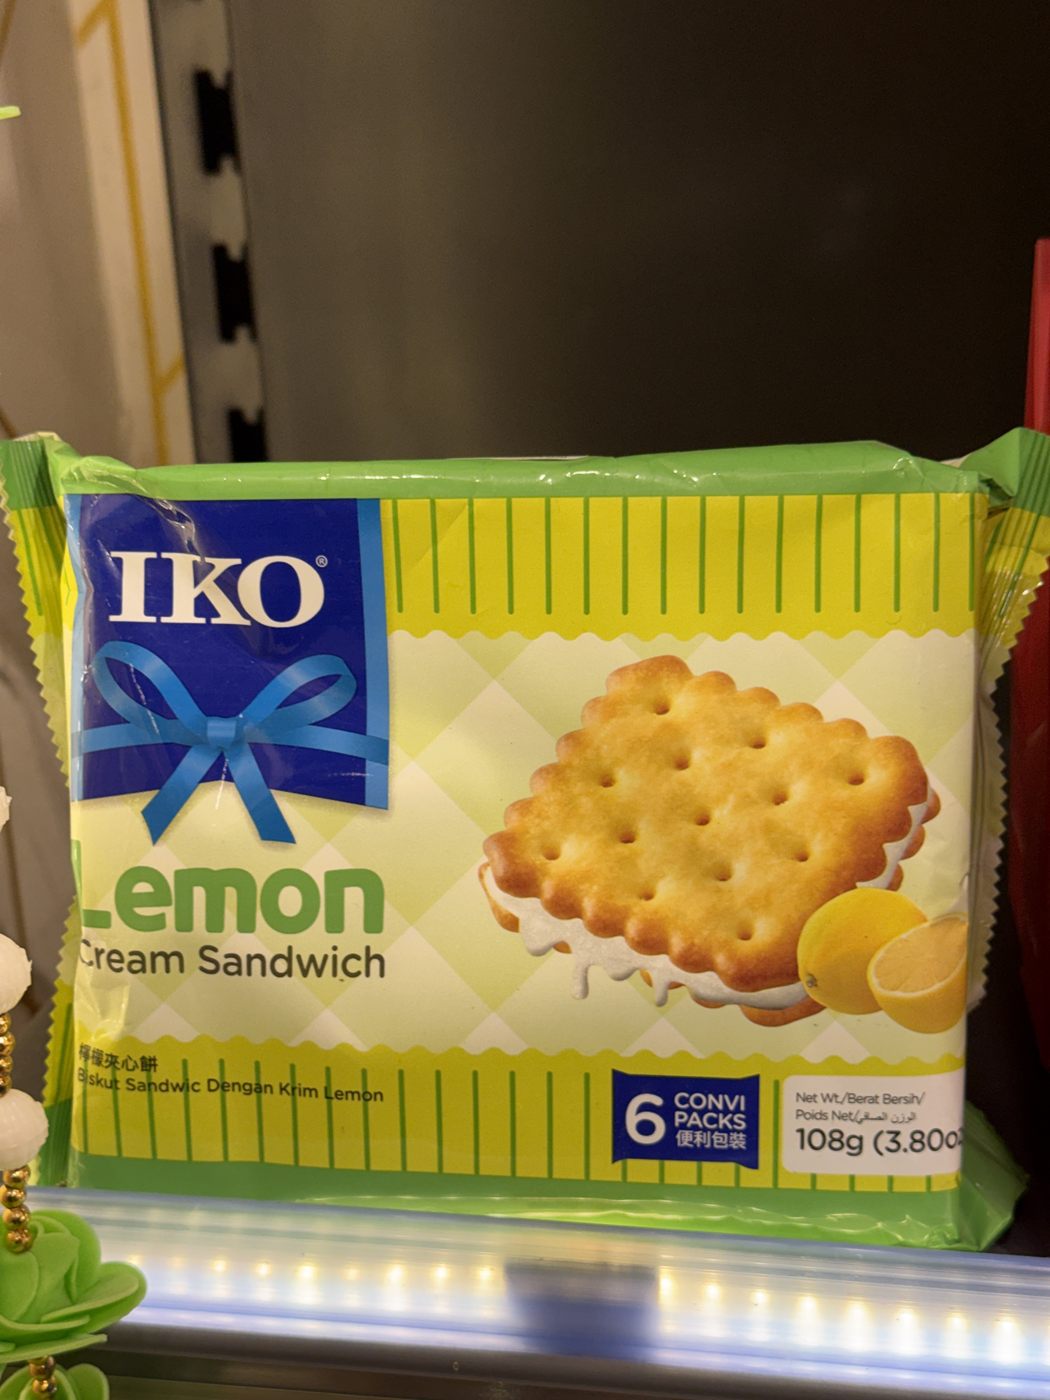 IKO®
Lemon
Cream Sandwich
檸檬夾心餅
Biskut Sandwic Dengan Krim Lemon
6 CONVI
PACKS
便利包裝
Net Wt./Berat Bersih/
Poids Net/الوزن الصافي
108g (3.80oz